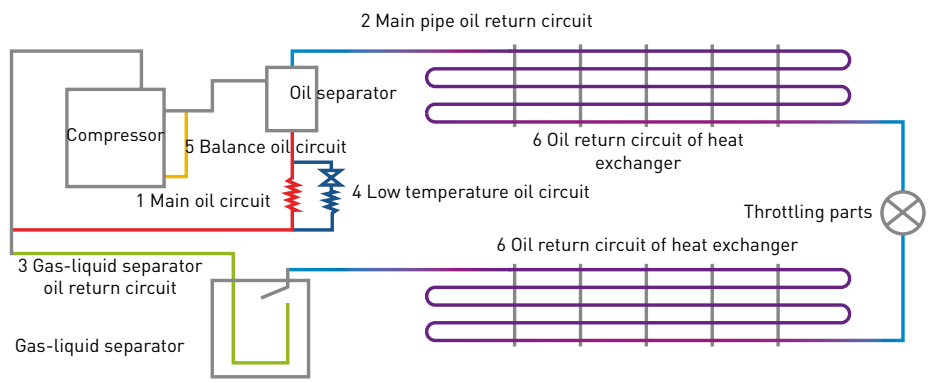 2 Main pipe oil return circuit
Oil separator
Compressor
5 Balance oil circuit
6 Oil return circuit of heat
exchanger
1 Main oil circuit
4 Low temperature oil circuit
Throttling parts
6 Oil return circuit of heat exchanger
3 Gas-liquid separator
oil return circuit
Gas-liquid separator